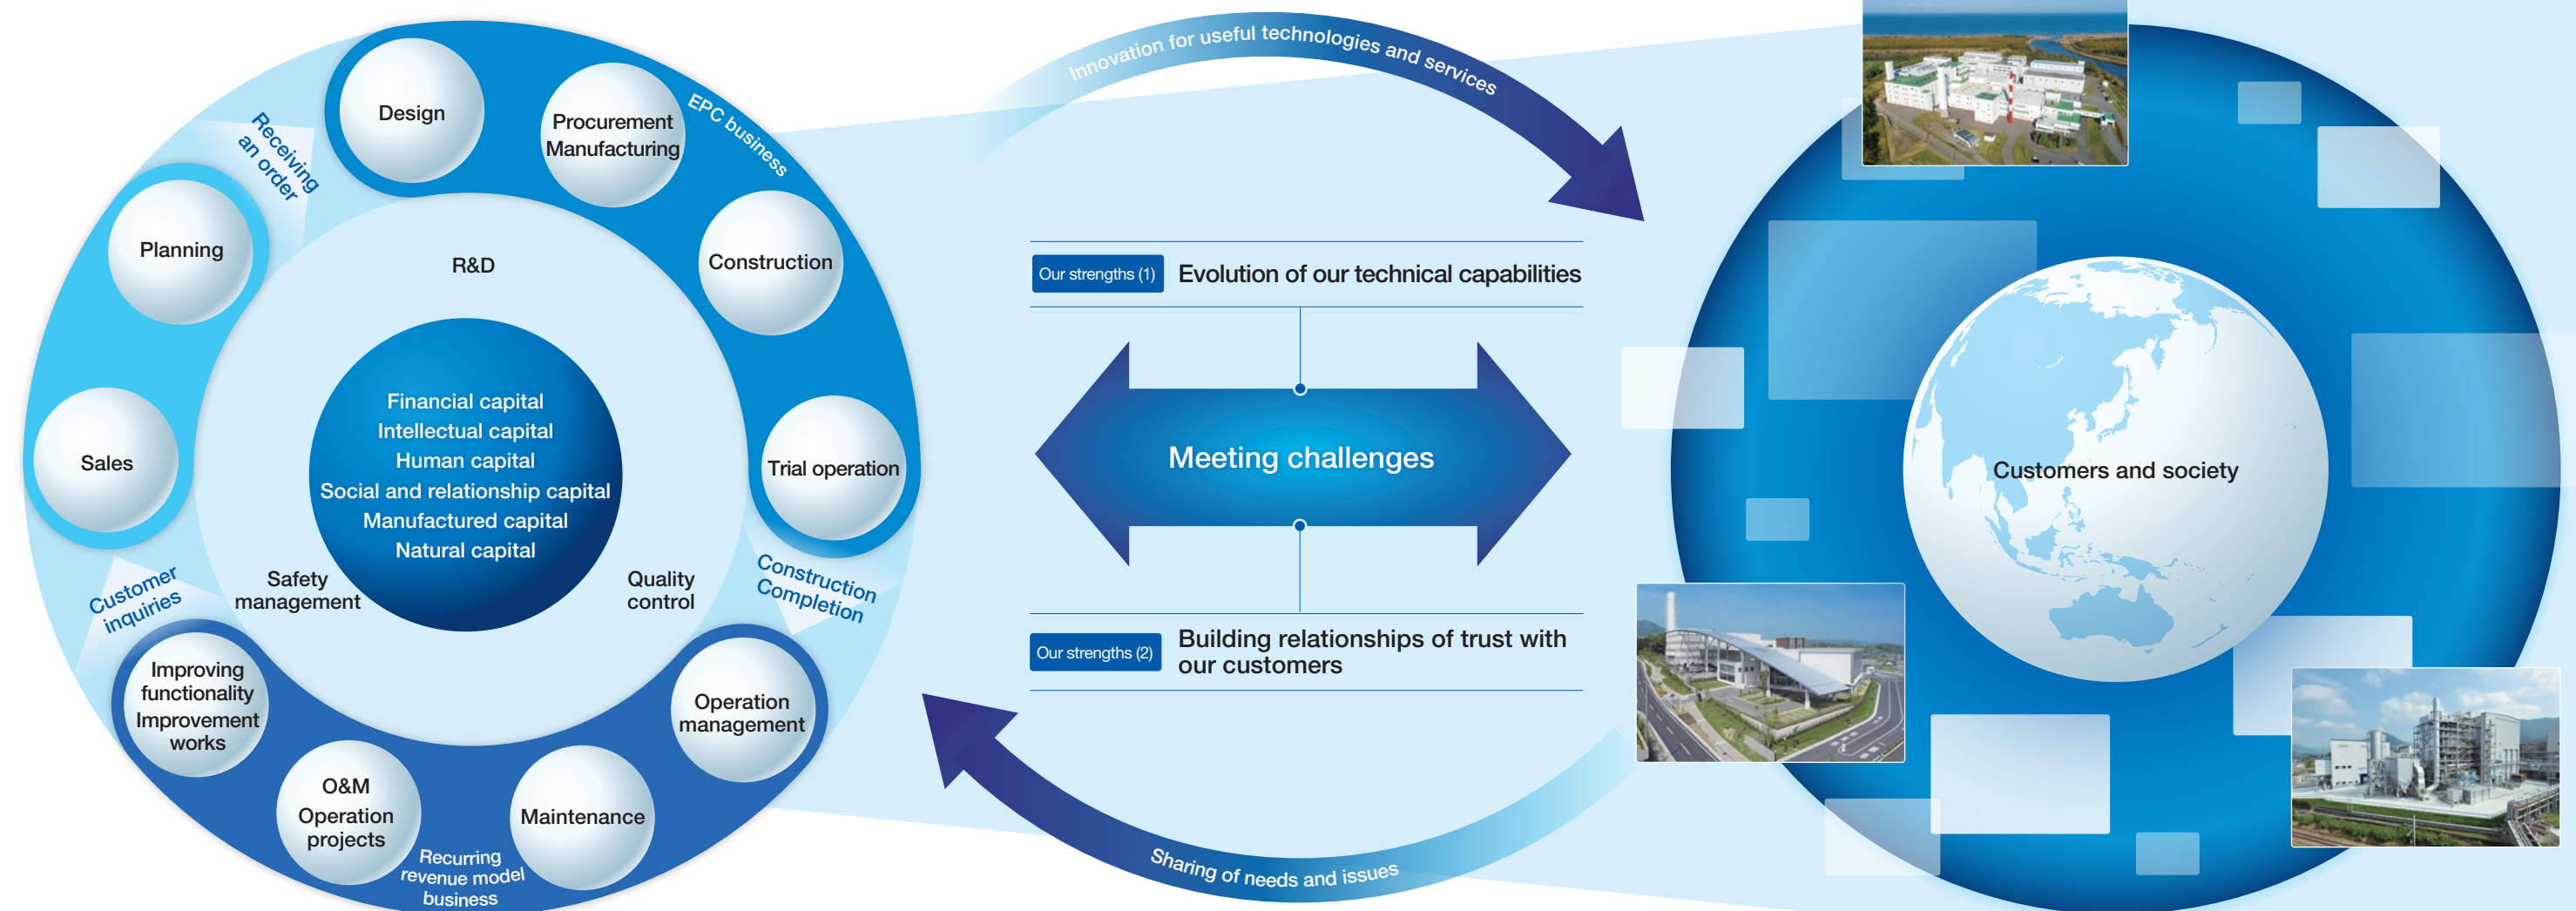 Design
Procurement
Manufacturing
EPC business
Construction
Trial operation
Construction
Completion
Operation
management
Maintenance
Recurring
revenue model
business
O&M
Operation
projects
Improving
functionality
Improvement
works
Customer
inquiries
Sales
Planning
Receiving
an order
R&D
Financial capital
Intellectual capital
Human capital
Social and relationship capital
Manufactured capital
Natural capital
Safety
management
Quality
control
Innovation for useful technologies and services
Our strengths (1)
Evolution of our technical capabilities
Meeting challenges
Our strengths (2)
Building relationships of trust with
our customers
Sharing of needs and issues
Customers and society